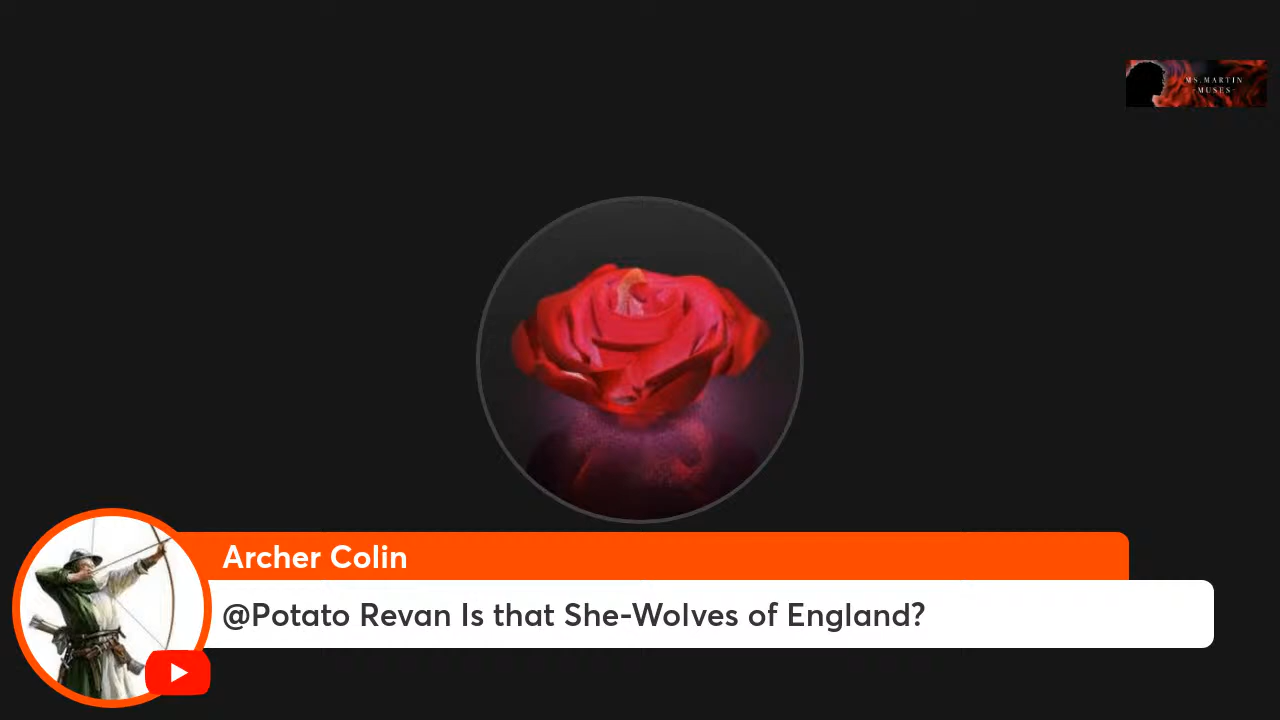 MS.MARTIN
-MUSES-
Archer Colin
@Potato Revan Is that She-Wolves of England?